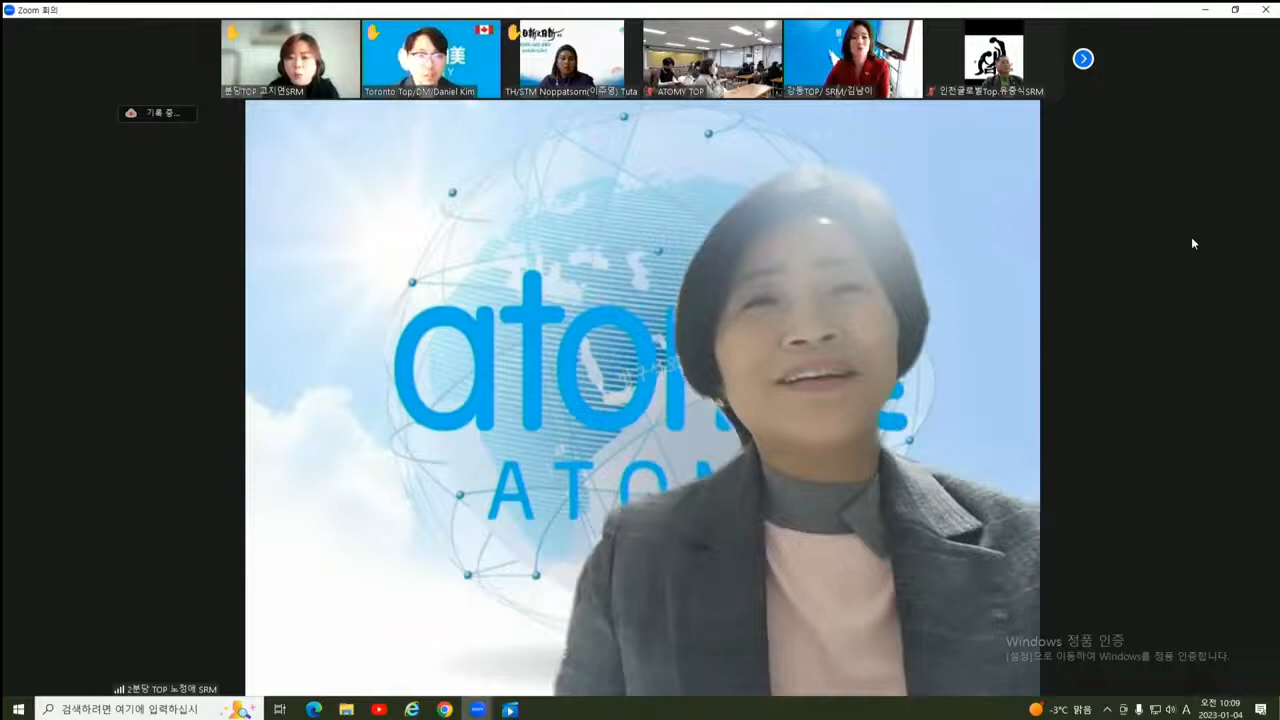 Zoom 회의
분당TOP 고지연SRM
Toronto Top/DM/Daniel Kim
TH/STM Noppatsorn(이주영) Tuta
ATOMY TOP
강동TOP/ SRM/김남이
인천글로벌Top.유중식SRM
기록 중...
ato
ATO
Windows 정품 인증
[설정]으로 이동하여 Windows를 정품 인증합니다.
2분당 TOP 노정애 SRM
검색하려면 여기에 입력하십시
-3°C 맑음
A
오전 10:09
2023-01-04